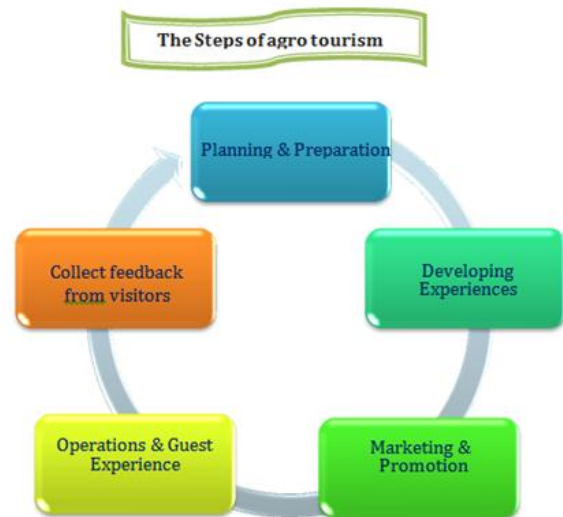 The Steps of agro tourism
Planning & Preparation
Developing
Experiences
Marketing &
Promotion
Operations & Guest
Experience
Collect feedback
from visitors